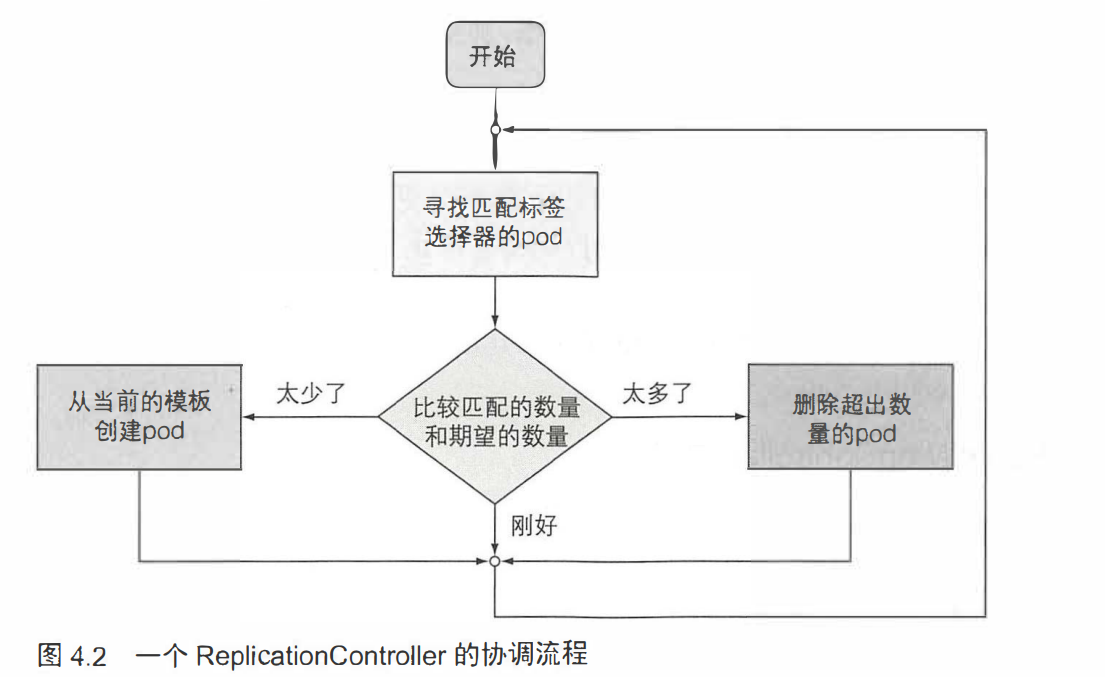 开始
寻找匹配标签
选择器的pod
从当前的模板
创建pod
太少了
比较匹配的数量
和期望的数量
太多了
删除超出数
量的pod
刚好
图 4.2 一个 ReplicationController 的协调流程